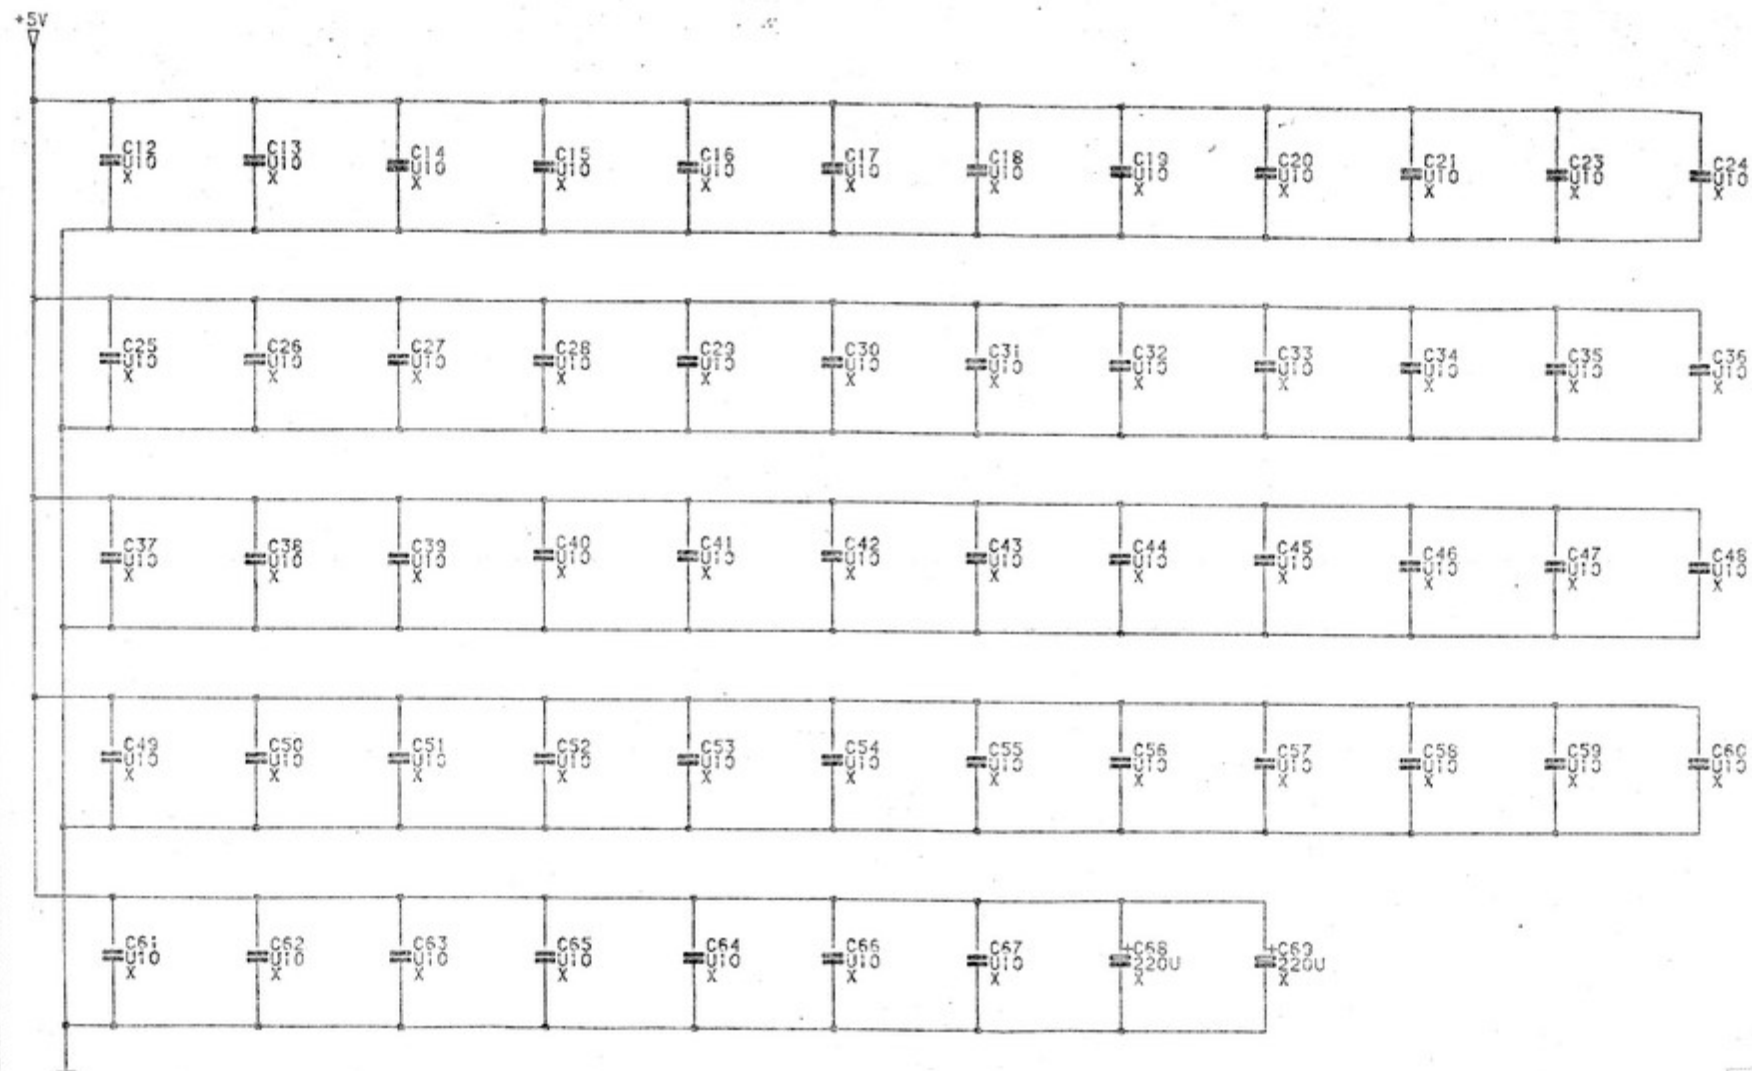 +5V
C12
U10
X
C13
U10
X
C14
U10
X
C15
U10
X
C16
U10
X
C17
U10
X
C18
U10
X
C19
U10
X
C20
U10
X
C21
U10
X
C23
U10
X
C24
U10
X
C25
U10
X
C26
U10
X
C27
U10
X
C28
U10
X
C29
U10
X
C30
U10
X
C31
U10
X
C32
U10
X
C33
U10
X
C34
U10
X
C35
U10
X
C36
U10
X
C37
U10
X
C38
U10
X
C39
U10
X
C40
U10
X
C41
U10
X
C42
U10
X
C43
U10
X
C44
U10
X
C45
U10
X
C46
U10
X
C47
U10
X
C48
U10
X
C49
U10
X
C50
U10
X
C51
U10
X
C52
U10
X
C53
U10
X
C54
U10
X
C55
U10
X
C56
U10
X
C57
U10
X
C58
U10
X
C59
U10
X
C60
U10
X
C61
U10
X
C62
U10
X
C63
U10
X
C65
U10
X
C64
U10
X
C66
U10
X
C67
U10
X
+C68
220U
X
+C69
220U
X